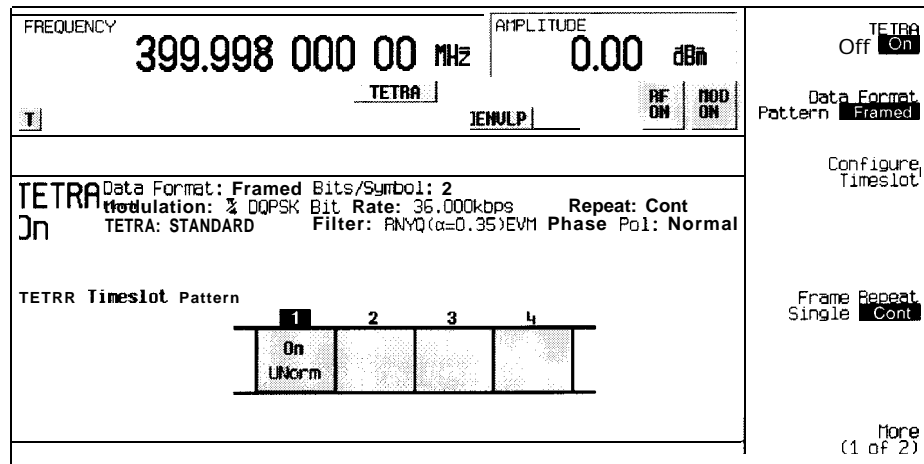 FREQUENCY
399.998 000 00 MHz
AMPLITUDE
0.00 dBm
TETRA
T
ENVLP
RF ON
MOD ON
TETRA On
Data Format: Framed Bits/Symbol: 2
Modulation: DQPSK Bit Rate: 36.000kbps Repeat: Cont
TETRA: STANDARD Filter: RNYQ(α=0.35)EVM Phase Pol: Normal
TETRR Timeslot Pattern
1 2 3 4
On
UNorm
TETRA
Off On
Data Format
Pattern Framed
Configure
Timeslot
Frame Repeat
Single Cont
More
(1 of 2)